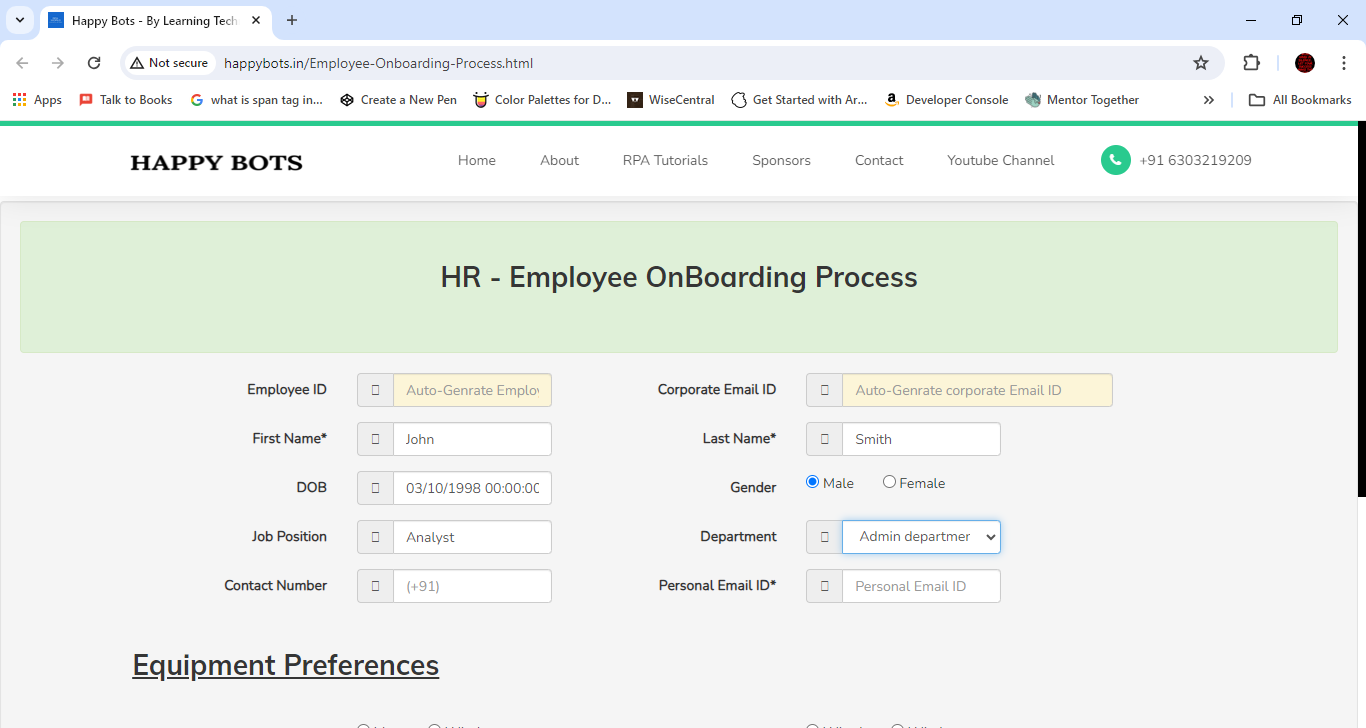 Happy Bots - By Learning Tech
Not secure
happybots.in/Employee-Onboarding-Process.html
Apps
Talk to Books
what is span tag in...
Create a New Pen
Color Palettes for D...
WiseCentral
Get Started with Ar...
Developer Console
Mentor Together
All Bookmarks
HAPPY BOTS
Home
About
RPA Tutorials
Sponsors
Contact
Youtube Channel
+91 6303219209
HR - Employee OnBoarding Process
Employee ID
Auto-Genrate Employ
Corporate Email ID
Auto-Genrate corporate Email ID
First Name*
John
Last Name*
Smith
DOB
03/10/1998 00:00:00
Gender
Male
Female
Job Position
Analyst
Department
Admin departmer
Contact Number
(+91)
Personal Email ID*
Personal Email ID
Equipment Preferences